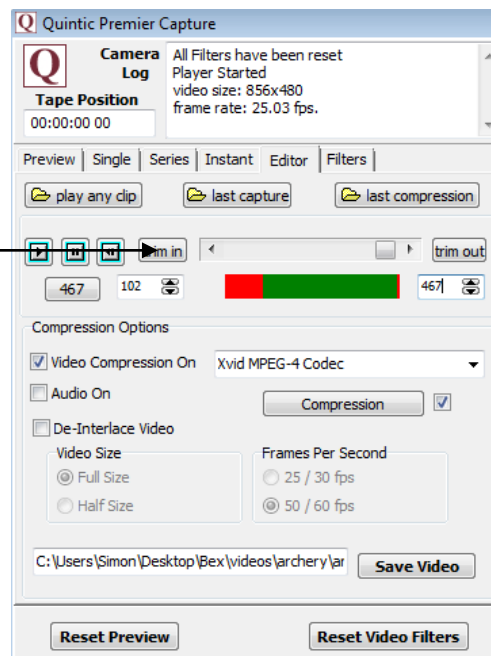 Quintic Premier Capture
Camera
Log
Tape Position
00:00:00 00
All Filters have been reset
Player Started
video size: 856x480
frame rate: 25.03 fps.
Preview Single Series Instant Editor Filters
play any clip last capture last compression
trim in trim out
467 102 467
Compression Options
Video Compression On Xvid MPEG-4 Codec
Audio On
Compression
De-Interlace Video
Video Size Frames Per Second
Full Size 25 / 30 fps
Half Size 50 / 60 fps
C:\Users\Simon\Desktop\Bex\videos\archery\ar Save Video
Reset Preview Reset Video Filters